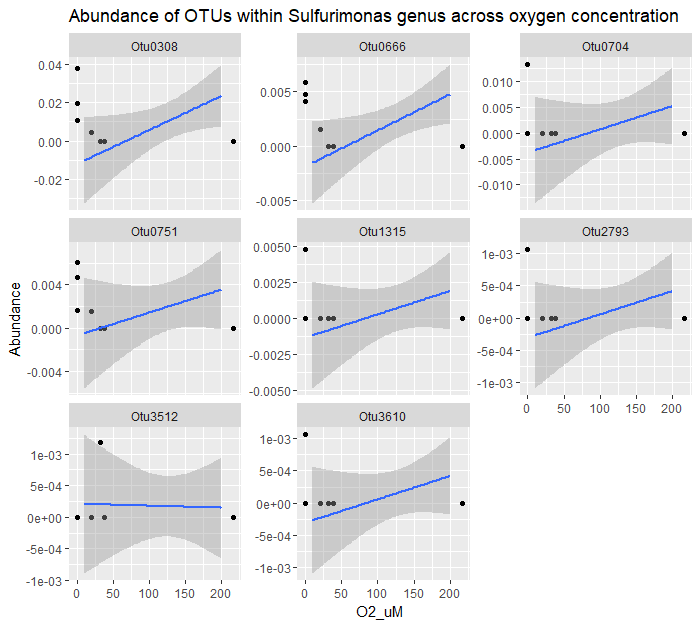 Abundance of OTUs within Sulfurimonas genus across oxygen concentration
Otu0308
Otu0666
Otu0704
0.04
0.02
0.00
-0.02
0.005
0.000
-0.005
0.010
0.005
0.000
-0.005
-0.010
Otu0751
Otu1315
Otu2793
0.004
0.000
-0.004
0.0050
0.0025
0.0000
-0.0025
-0.0050
1e-03
5e-04
0e+00
-5e-04
-1e-03
0 50 100 150 200
Otu3512
Otu3610
1e-03
5e-04
0e+00
-5e-04
-1e-03
1e-03
5e-04
0e+00
-5e-04
-1e-03
0 50 100 150 200
0 50 100 150 200
Abundance
O2_uM